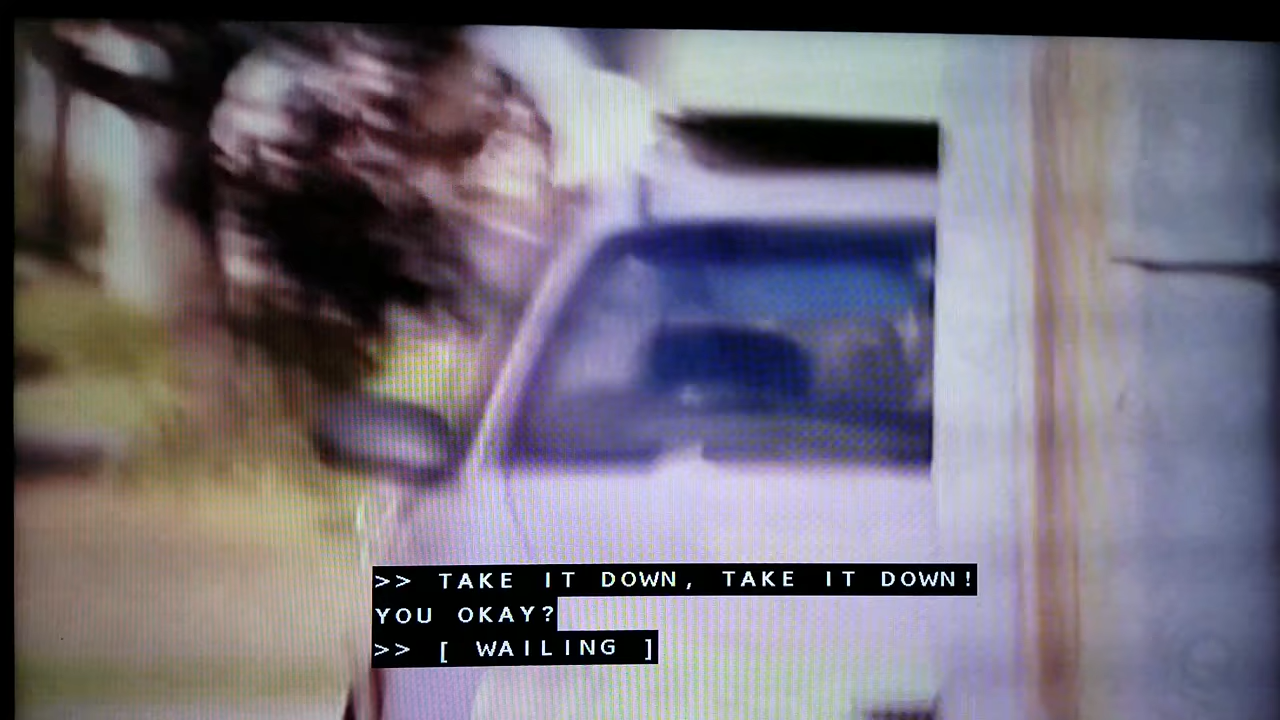 >> TAKE IT DOWN, TAKE IT DOWN!
YOU OKAY?
>> [ WAILING ]